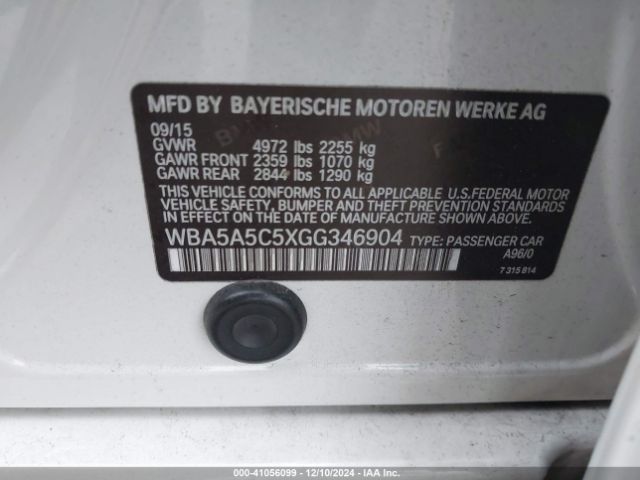 MFD BY BAYERISCHE MOTOREN WERKE AG
09/15
GVWR 4972 lbs 2255 kg
GAWR FRONT 2359 lbs 1070 kg
GAWR REAR 2844 lbs 1290 kg
THIS VEHICLE CONFORMS TO ALL APPLICABLE U.S.FEDERAL MOTOR
VEHICLE SAFETY, BUMPER AND THEFT PREVENTION STANDARDS
IN EFFECT ON THE DATE OF MANUFACTURE SHOWN ABOVE.
WBA5A5C5XGG346904 TYPE: PASSENGER CAR
A96/0
7 315 814
000-41056099 — 12/10/2024 — IAA Inc.